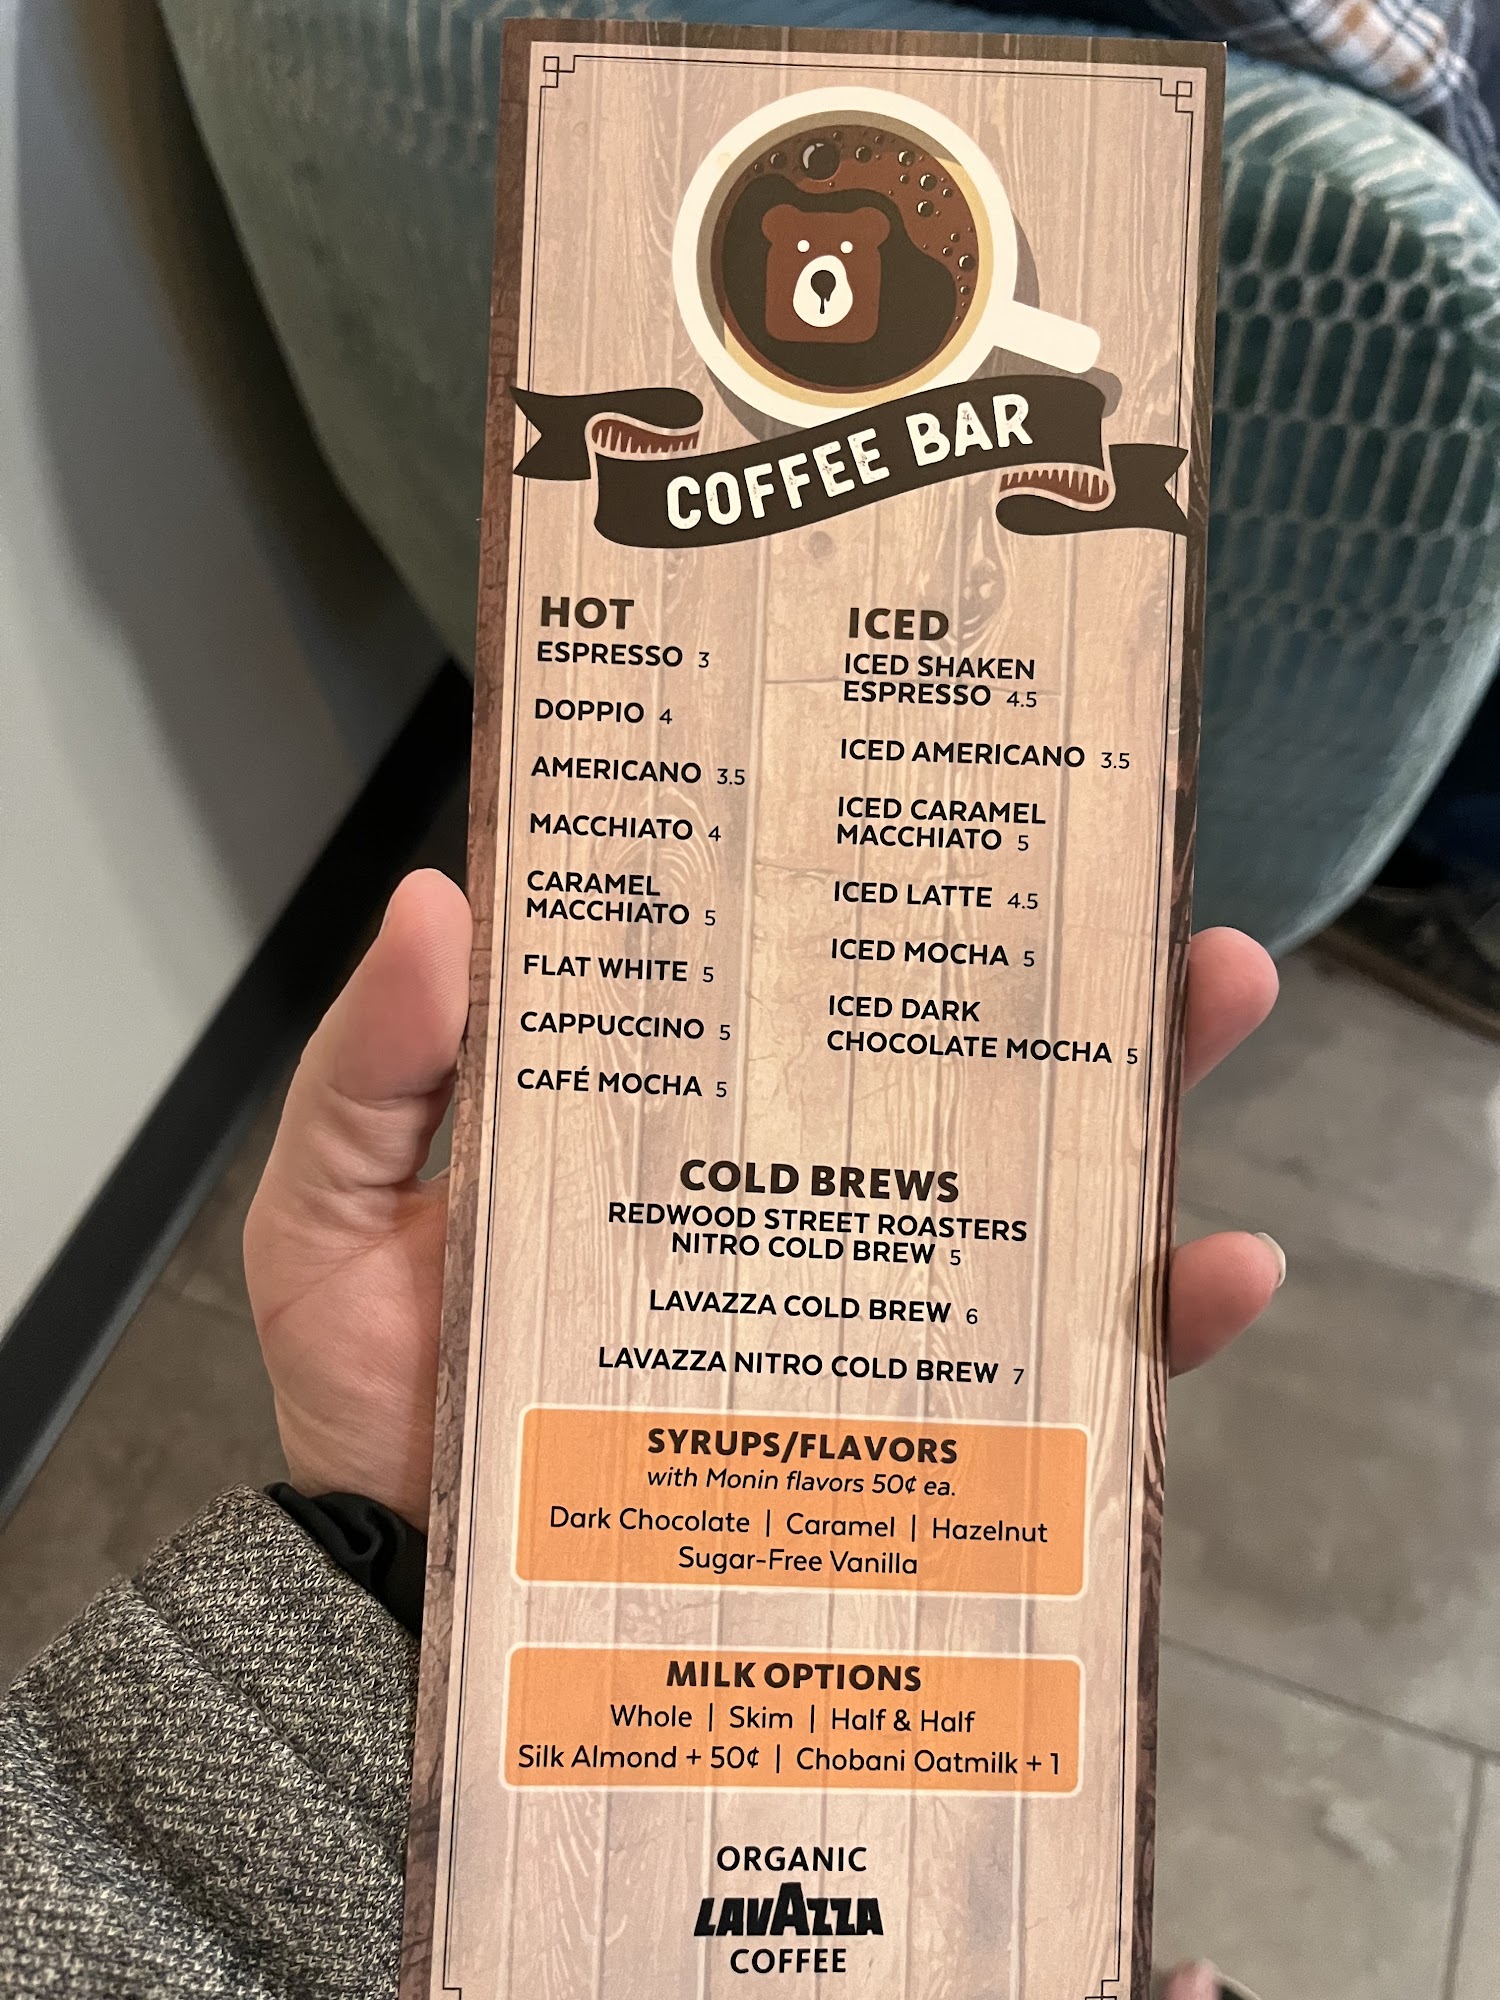 COFFEE BAR
HOT
ESPRESSO 3
DOPPIO 4
AMERICANO 3.5
MACCHIATO 4
CARAMEL
MACCHIATO 5
FLAT WHITE 5
CAPPUCCINO 5
CAFÉ MOCHA 5
ICED
ICED SHAKEN
ESPRESSO 4.5
ICED AMERICANO 3.5
ICED CARAMEL
MACCHIATO 5
ICED LATTE 4.5
ICED MOCHA 5
ICED DARK
CHOCOLATE MOCHA 5
COLD BREWS
REDWOOD STREET ROASTERS
NITRO COLD BREW 5
LAVAZZA COLD BREW 6
LAVAZZA NITRO COLD BREW 7
SYRUPS/FLAVORS
with Monin flavors 50¢ ea.
Dark Chocolate | Caramel | Hazelnut
Sugar-Free Vanilla
MILK OPTIONS
Whole | Skim | Half & Half
Silk Almond + 50¢ | Chobani Oatmilk + 1
ORGANIC
LAVAZZA
COFFEE